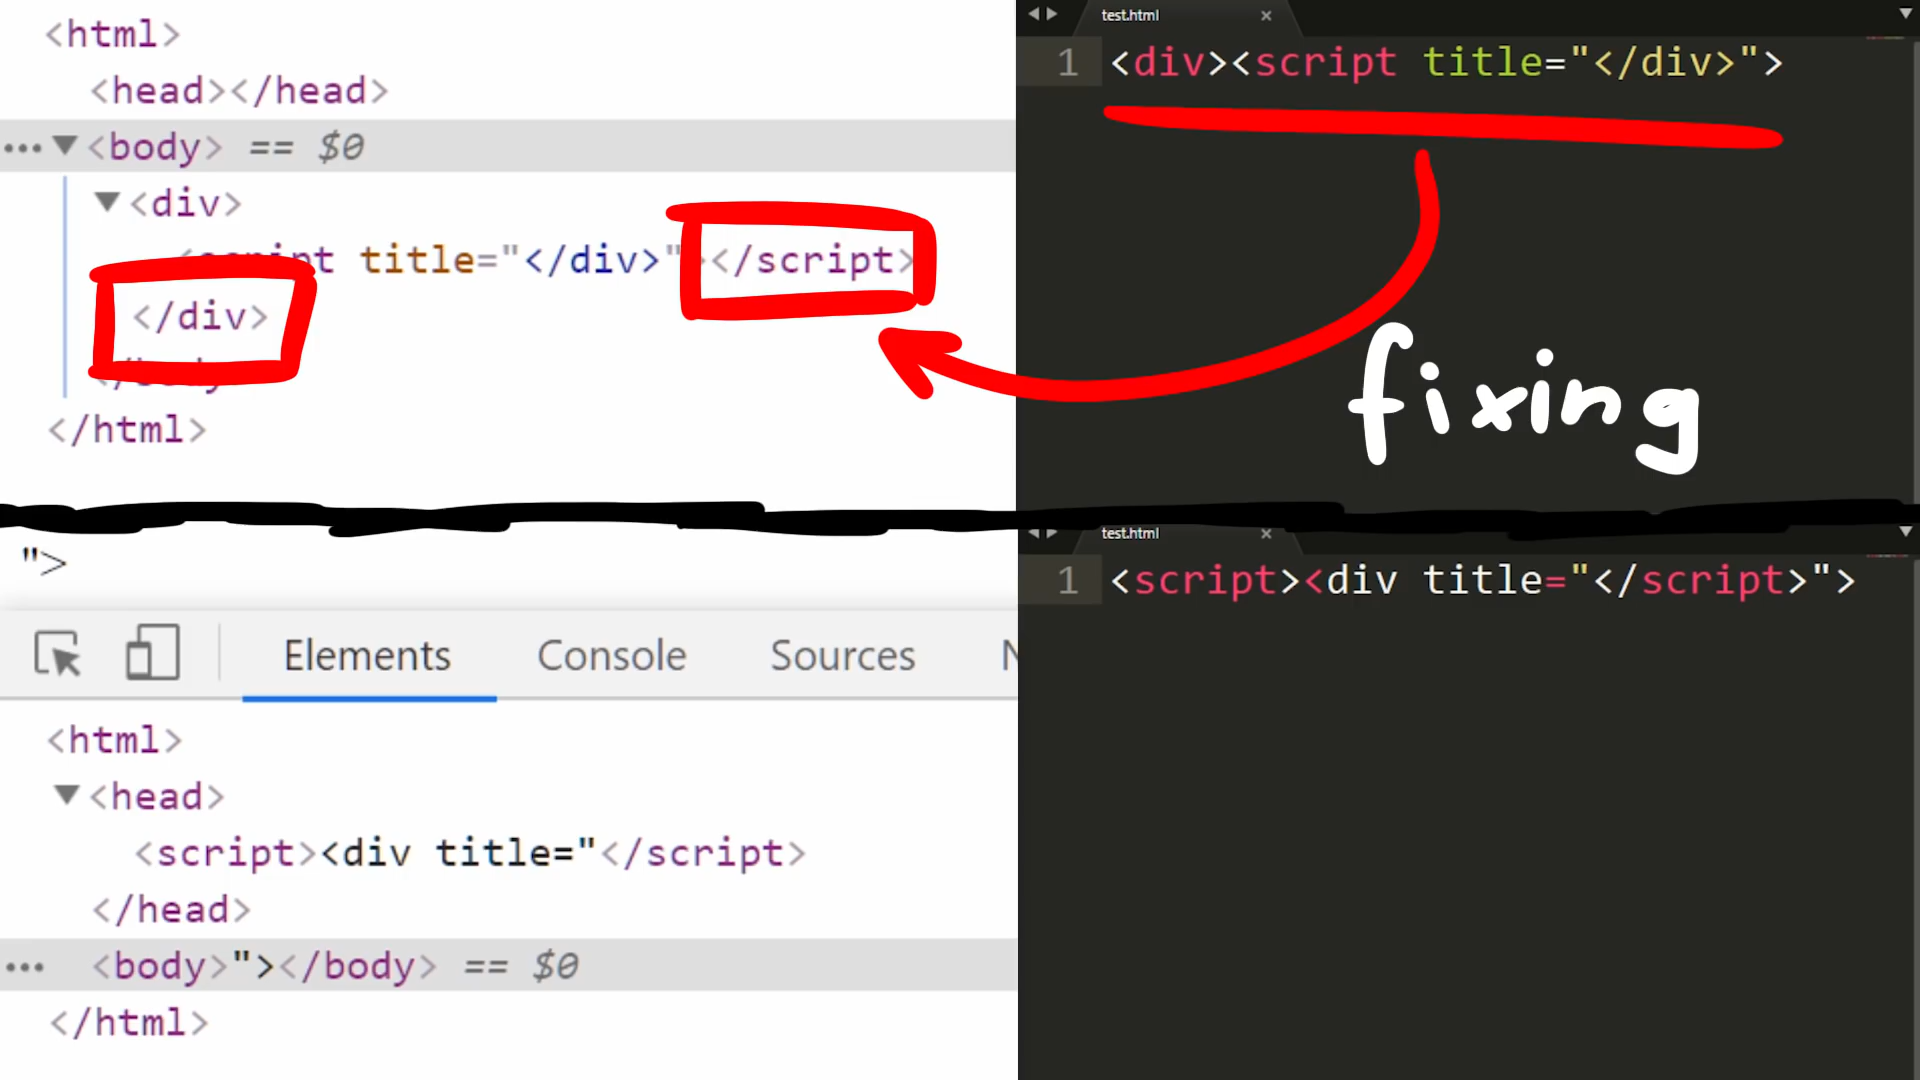 <html>
<head></head>
<body> == $0
<div>
<script title="</div>"></script>
</div>
</body>
</html>
test.html
1 <div><script title="</div>">
fixing
">
Elements Console Sources
<html>
<head>
<script><div title="</script>
</head>
<body>"></body> == $0
</html>
test.html
1 <script><div title="</script>">